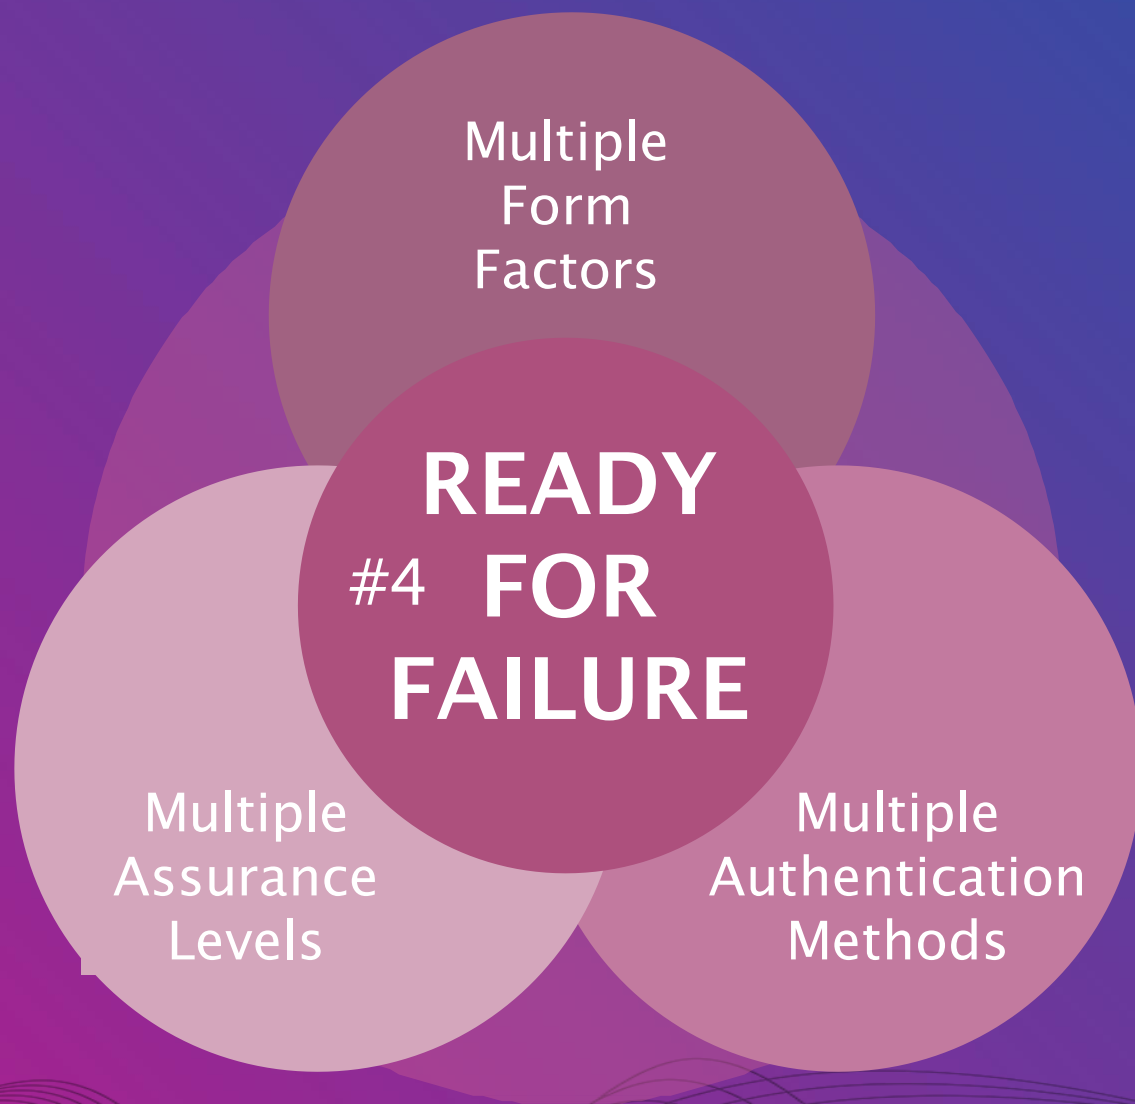 Multiple
Form
Factors
READY
#4 FOR
FAILURE
Multiple
Assurance
Levels
Multiple
Authentication
Methods